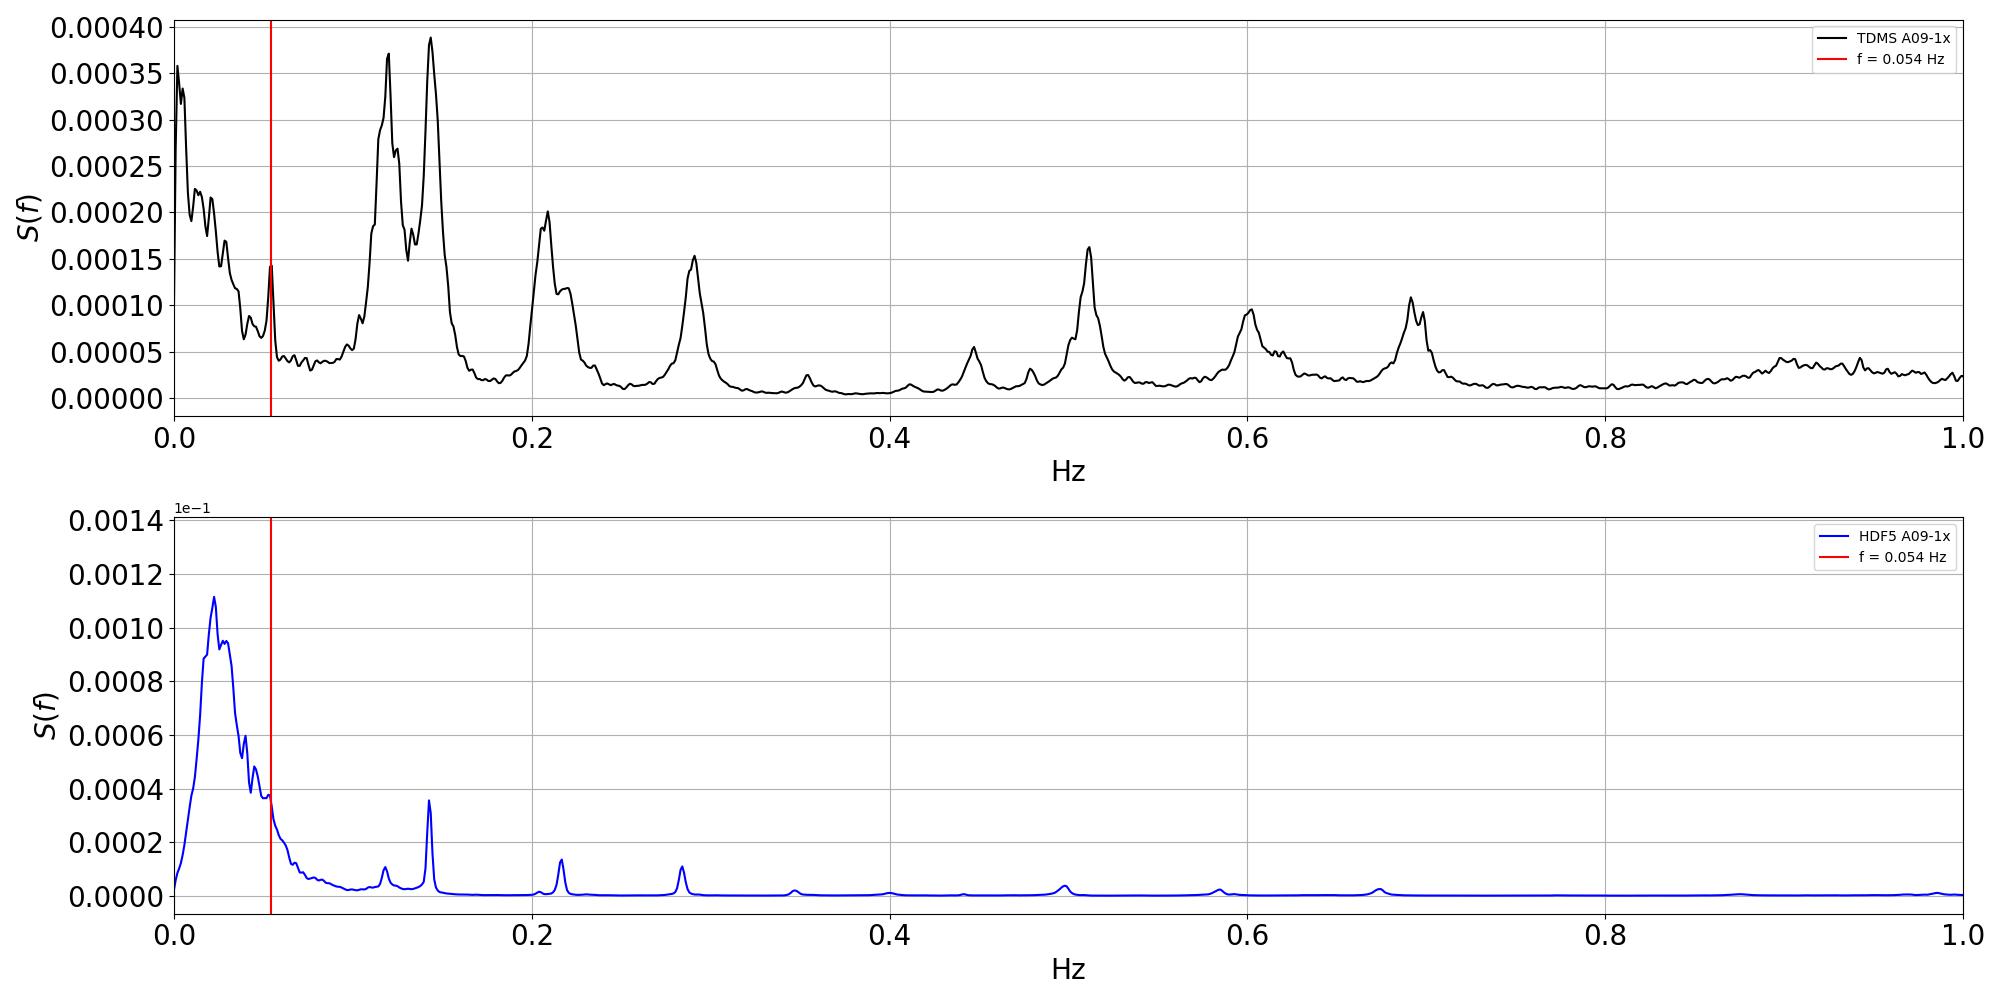 0.00040
0.00035
0.00030
0.00025
0.00020
0.00015
0.00010
0.00005
0.00000
S(f)
TDMS A09-1x
f = 0.054 Hz
0.0 0.2 0.4 0.6 0.8 1.0
Hz
1e−1
0.0014
0.0012
0.0010
0.0008
0.0006
0.0004
0.0002
0.0000
S(f)
HDF5 A09-1x
f = 0.054 Hz
0.0 0.2 0.4 0.6 0.8 1.0
Hz